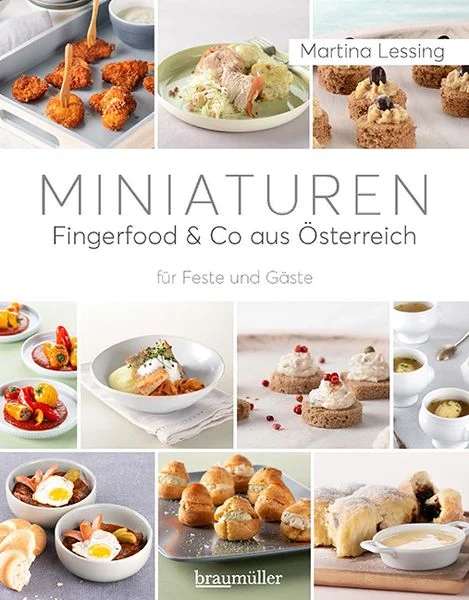 Martina Lessing
MINIATUREN
Fingerfood & Co aus Österreich
für Feste und Gäste
braumüller